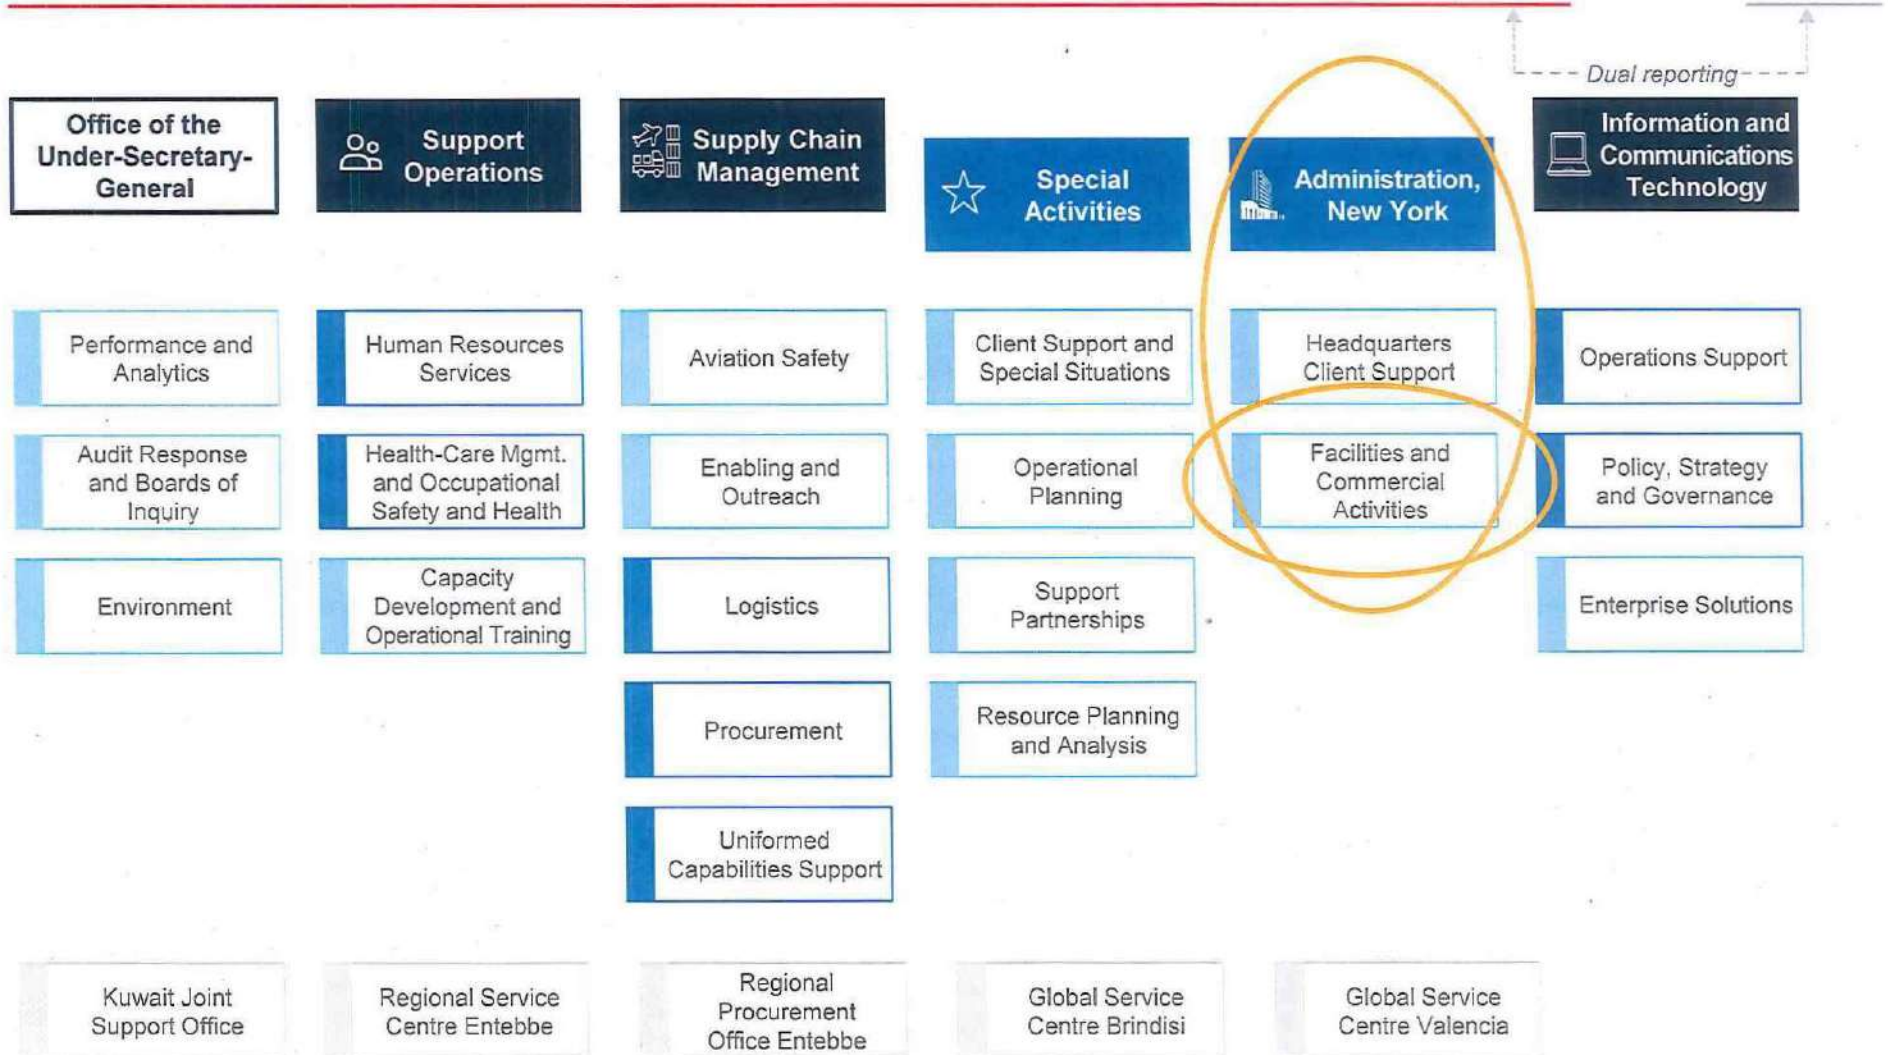 Dual reporting
Office of the
Under-Secretary-
General
Support
Operations
Supply Chain
Management
Special
Activities
Administration,
New York
Information and
Communications
Technology
Performance and
Analytics
Human Resources
Services
Aviation Safety
Client Support and
Special Situations
Headquarters
Client Support
Operations Support
Audit Response
and Boards of
Inquiry
Health-Care Mgmt.
and Occupational
Safety and Health
Enabling and
Outreach
Operational
Planning
Facilities and
Commercial
Activities
Policy, Strategy
and Governance
Environment
Capacity
Development and
Operational Training
Logistics
Support
Partnerships
Enterprise Solutions
Procurement
Resource Planning
and Analysis
Uniformed
Capabilities Support
Kuwait Joint
Support Office
Regional Service
Centre Entebbe
Regional
Procurement
Office Entebbe
Global Service
Centre Brindisi
Global Service
Centre Valencia